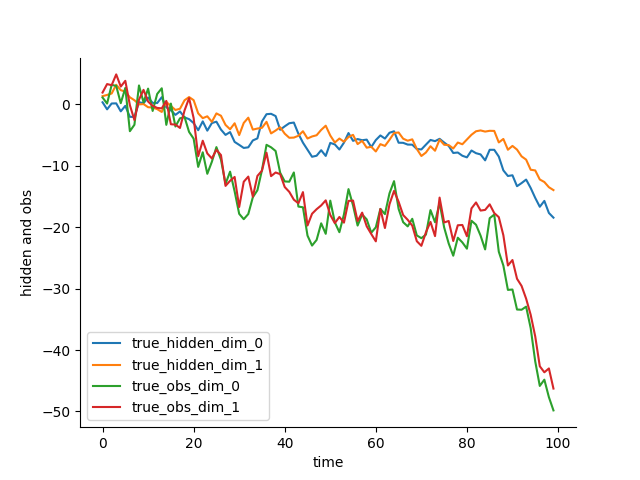 hidden and obs
0
−10
−20
−30
−40
−50
true_hidden_dim_0
true_hidden_dim_1
true_obs_dim_0
true_obs_dim_1
0 20 40 60 80 100
time